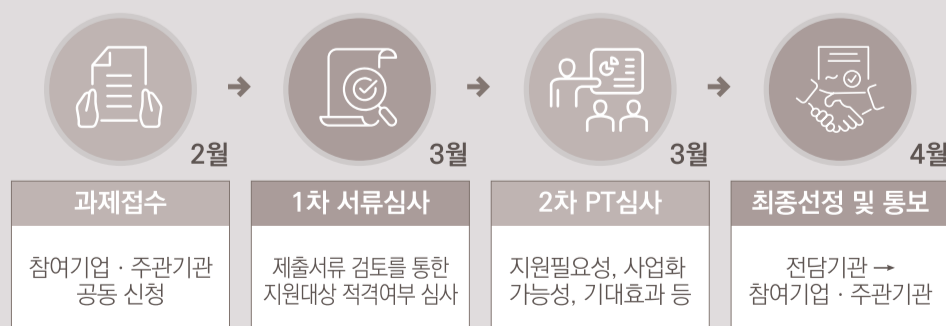 2월
과제접수
참여기업 · 주관기관
공동 신청
3월
1차 서류심사
제출서류 검토를 통한
지원대상 적격여부 심사
3월
2차 PT심사
지원필요성, 사업화
가능성, 기대효과 등
4월
최종선정 및 통보
전담기관 →
참여기업 · 주관기관